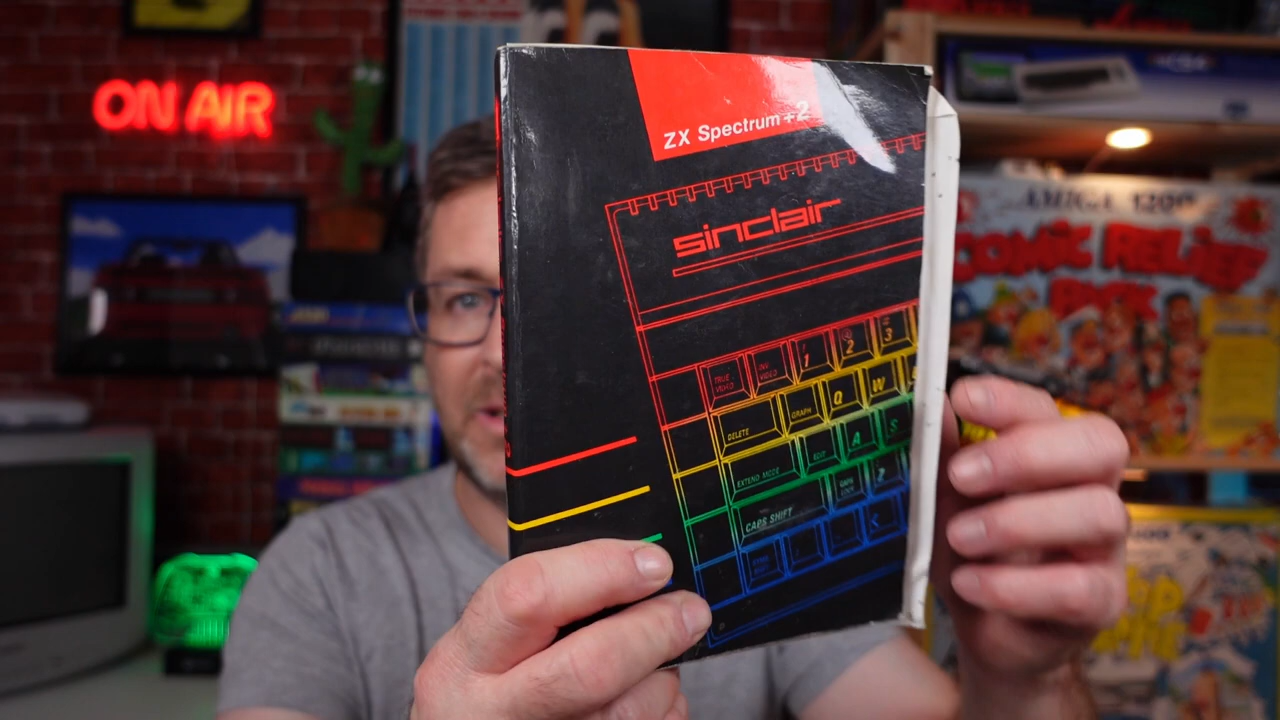 ON AIR
ZX Spectrum +2
sinclair
TRUE VIDEO
INV VIDEO
1
2
3
DELETE
GRAPH
Q
W
EXTEND MODE
EDIT
A
S
CAPS SHIFT
CAPS LOCK
Z
AMIGA 1200
COMIC RELIEF
PACK